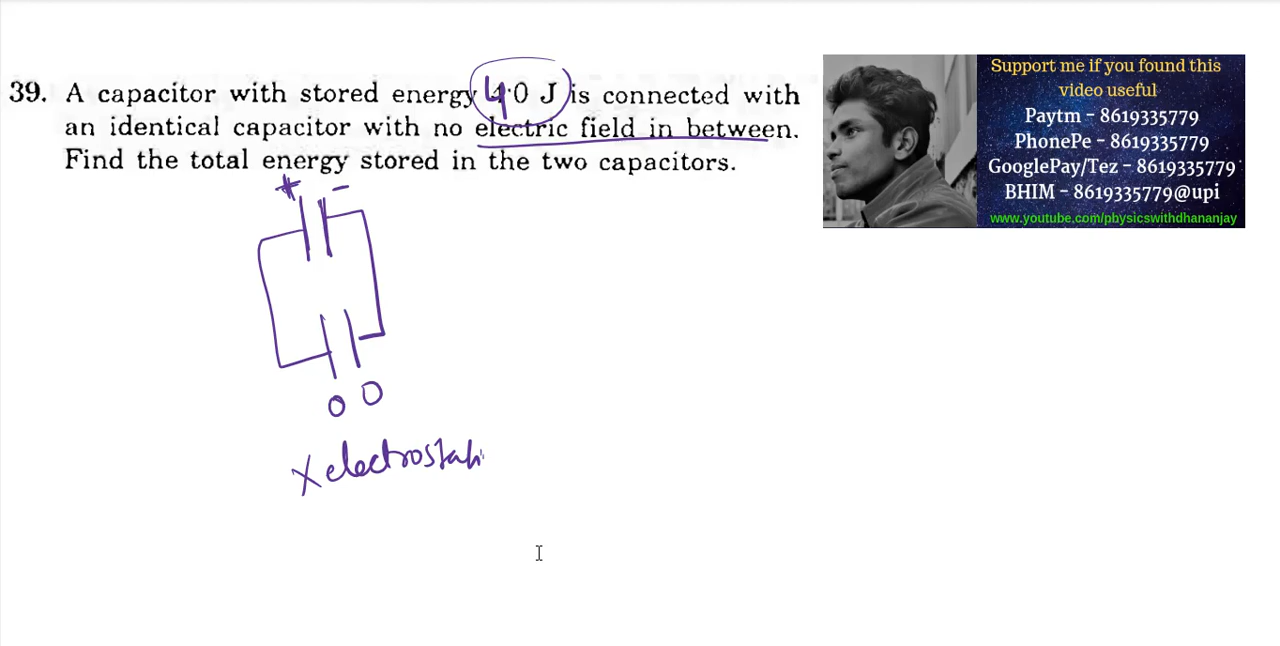 39. A capacitor with stored energy 4·0 J is connected with
an identical capacitor with no electric field in between.
Find the total energy stored in the two capacitors.
+ -
0 0
X electrostati
Support me if you found this
video useful
Paytm - 8619335779
PhonePe - 8619335779
GooglePay/Tez - 8619335779
BHIM - 8619335779@upi
www.youtube.com/physicswithdhananjay